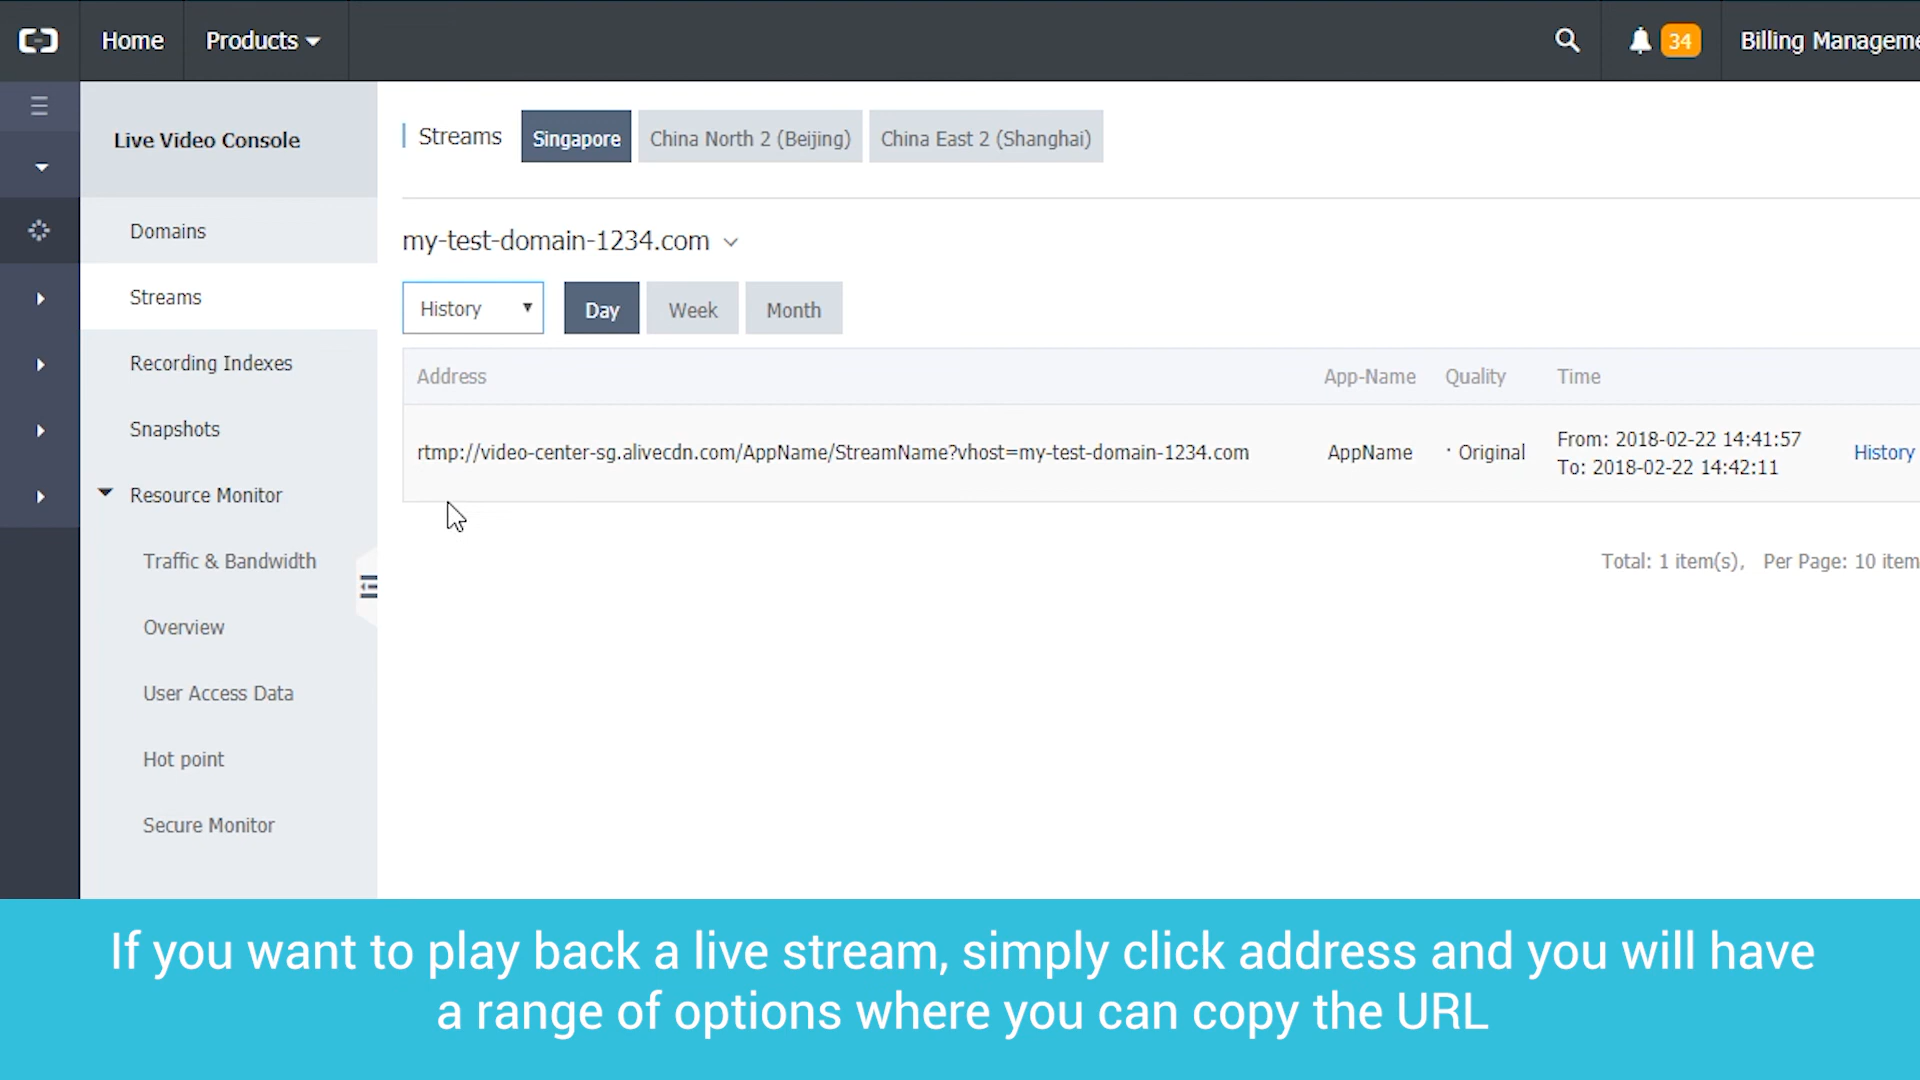 Home
Products
34
Billing Manageme
Live Video Console
Domains
Streams
Recording Indexes
Snapshots
Resource Monitor
Traffic & Bandwidth
Overview
User Access Data
Hot point
Secure Monitor
Streams Singapore China North 2 (Beijing) China East 2 (Shanghai)
my-test-domain-1234.com
History Day Week Month
Address App-Name Quality Time
rtmp://video-center-sg.alivecdn.com/AppName/StreamName?vhost=my-test-domain-1234.com AppName · Original From: 2018-02-22 14:41:57
To: 2018-02-22 14:42:11
History
Total: 1 item(s), Per Page: 10 item
If you want to play back a live stream, simply click address and you will have
a range of options where you can copy the URL